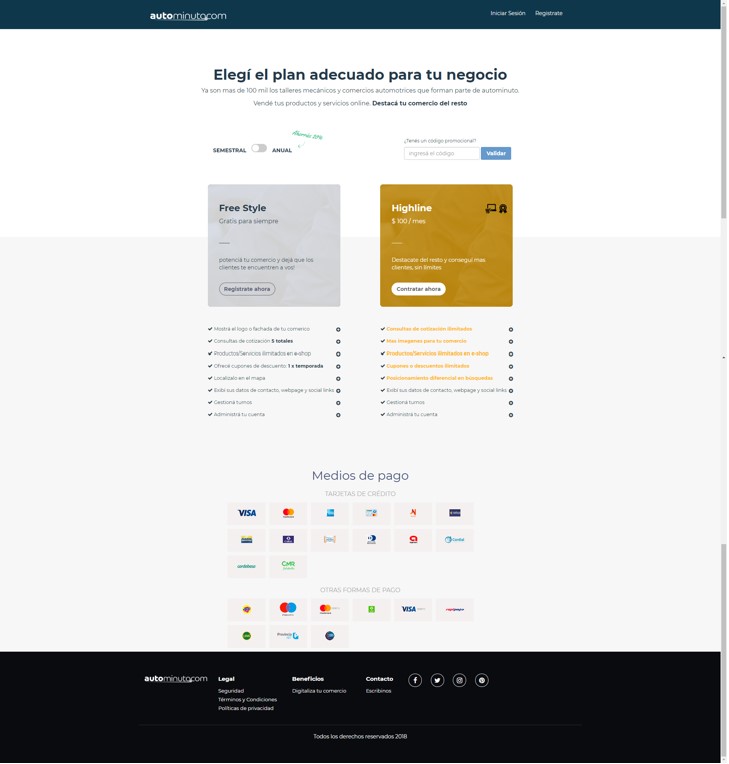 autominuto.com
Iniciar Sesión Registrate
Elegí el plan adecuado para tu negocio
Ya son mas de 100 mil los talleres mecánicos y comercios automotrices que forman parte de autominuto.
Vendé tus productos y servicios online. Destacá tu comercio del resto
SEMESTRAL ANUAL
¿Tenés un código promocional?
Ingresá el código Validar
Free Style
Gratis para siempre
potenciá tu comercio y dejá que los
clientes te encuentren a vos!
Registrate ahora
Highline
$ 100 / mes
Destacate del resto y conseguí mas
clientes, sin límites
Contratar ahora
Mostrá el logo o fachada de tu comerico
Consultas de cotización 5 totales
Productos/Servicios ilimitados en e-shop
Ofrecé cupones de descuento: 1 x temporada
Localizalo en el mapa
Exibí sus datos de contacto, webpage y social links
Gestioná turnos
Administrá tu cuenta
Consultas de cotización ilimitadas
Mas imagenes para tu comercio
Productos/Servicios ilimitados en e-shop
Cupones o descuentos ilimitados
Posicionamiento diferencial en búsquedas
Exibí sus datos de contacto, webpage y social links
Gestioná turnos
Administrá tu cuenta
Medios de pago
TARJETAS DE CRÉDITO
VISA
CMR
OTRAS FORMAS DE PAGO
VISA
Provincia
autominuto.com
Legal
Seguridad
Términos y Condiciones
Políticas de privacidad
Beneficios
Digitaliza tu comercio
Contacto
Escribinos
Todos los derechos reservados 2018